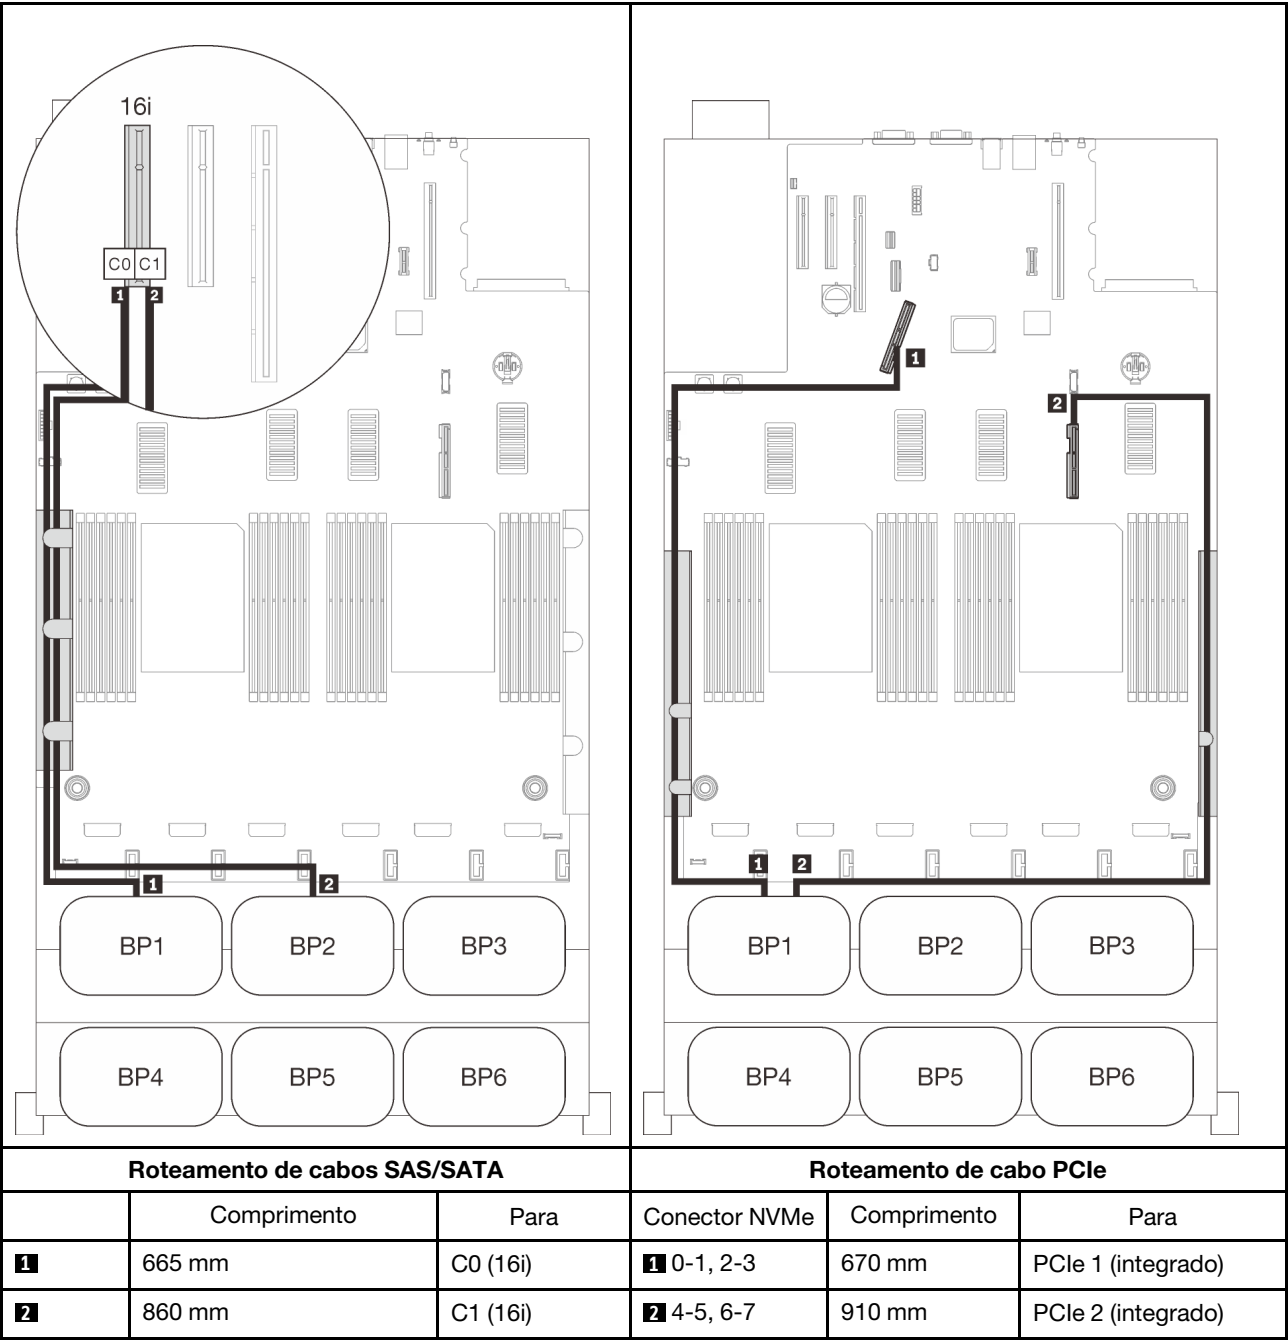 16i
C0 C1
1 2
1 2
BP1 BP2 BP3
BP4 BP5 BP6
1
2
1 2
BP1 BP2 BP3
BP4 BP5 BP6
Roteamento de cabos SAS/SATA
Comprimento Para
1 665 mm C0 (16i)
2 860 mm C1 (16i)
Roteamento de cabo PCIe
Conector NVMe Comprimento Para
1 0-1, 2-3 670 mm PCIe 1 (integrado)
2 4-5, 6-7 910 mm PCIe 2 (integrado)